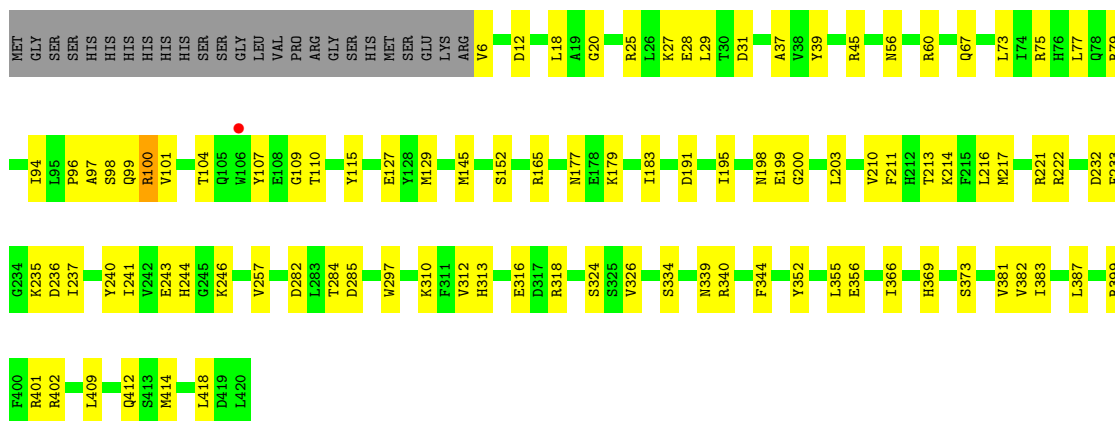 MET GLY SER SER HIS HIS HIS HIS HIS HIS SER SER GLY LEU VAL PRO ARG GLY SER HIS MET SER GLU LYS ARG V6 D12 L18 A19 G20 R25 L26 K27 E28 L29 T30 D31 A37 V38 Y39 R45 N56 R60 Q67 L73 I74 R75 H76 L77 Q78
I94 L95 P96 A97 S98 Q99 R100 V101 T104 Q105 W106 Y107 E108 G109 T110 Y115 E127 Y128 M129 M145 S152 R165 N177 E178 K179 I183 D191 I195 N198 E199 G200 L203 V210 F211 H212 T213 K214 F215 L216 M217 R221 R222 D232
G234 K235 D236 I237 Y240 I241 V242 E243 H244 G245 K246 V257 D282 L283 T284 D285 W297 K310 F311 V312 H313 E316 D317 R318 S324 S325 V326 S334 N339 R340 F344 Y352 L355 E356 I366 H369 S373 V381 V382 I383 L387
F400 R401 R402 L409 Q412 S413 M414 L418 D419 L420